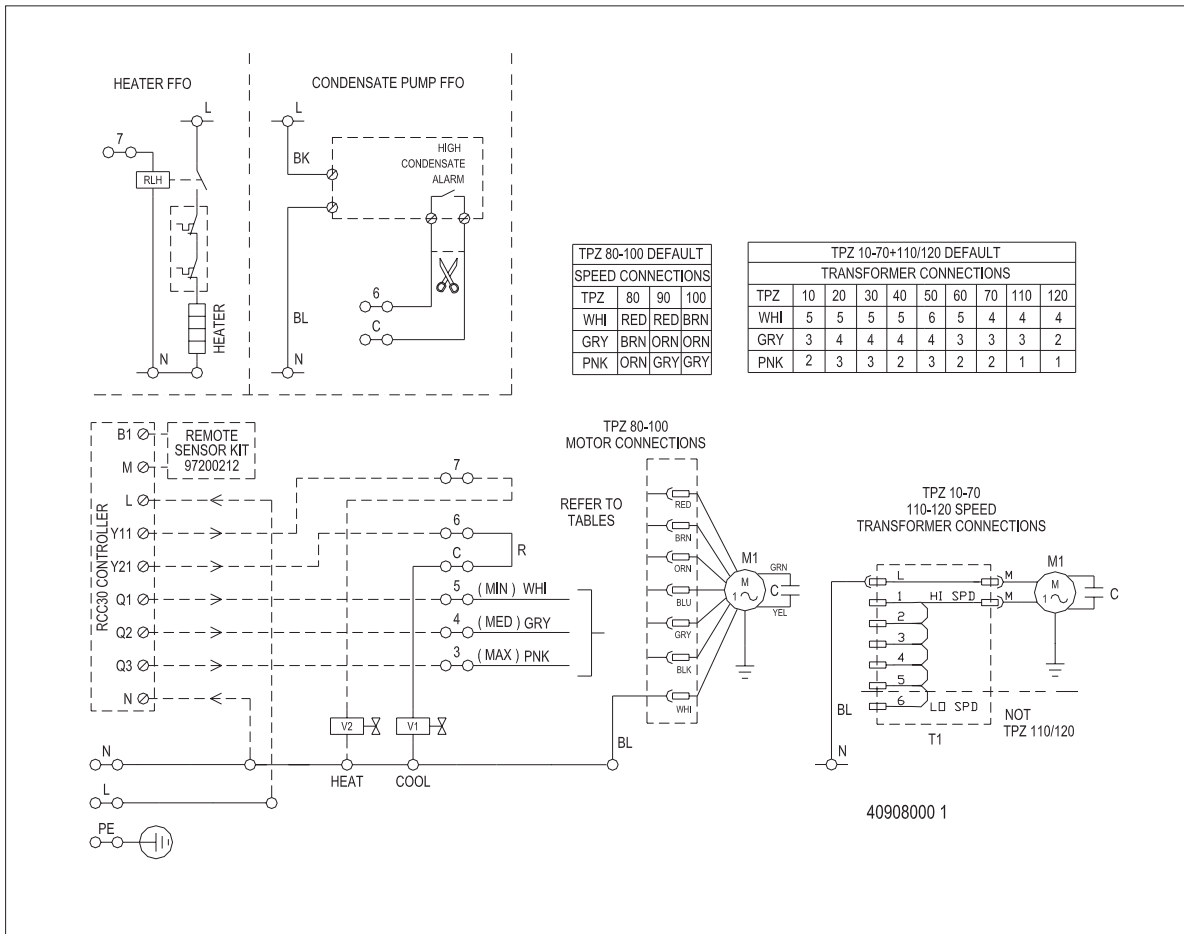 HEATER FFO
L
7
RLH
HEATER
N
CONDENSATE PUMP FFO
L
BK
HIGH
CONDENSATE
ALARM
6
C
BL
N
TPZ 80-100 DEFAULT
SPEED CONNECTIONS
TPZ 80 90 100
WHI RED RED BRN
GRY BRN ORN ORN
PNK ORN GRY GRY
TPZ 10-70+110/120 DEFAULT
TRANSFORMER CONNECTIONS
TPZ 10 20 30 40 50 60 70 110 120
WHI 5 5 5 5 6 5 4 4 4
GRY 3 4 4 4 4 3 3 3 2
PNK 2 3 3 2 3 2 2 1 1
RCC30 CONTROLLER
B1
M
L
Y11
Y21
Q1
Q2
Q3
N
REMOTE
SENSOR KIT
97200212
7
6
C
R
5 (MIN) WHI
4 (MED) GRY
3 (MAX) PNK
REFER TO
TABLES
V2
V1
HEAT
COOL
N
L
PE
BL
TPZ 80-100
MOTOR CONNECTIONS
RED
BRN
ORN
BLU
GRY
BLK
WHI
M1
M
1
GRN
C
YEL
TPZ 10-70
110-120 SPEED
TRANSFORMER CONNECTIONS
L
M
1
HI SPD
M
2
3
4
5
6
LO SPD
T1
M1
M
1
C
NOT
TPZ 110/120
BL
N
40908000 1